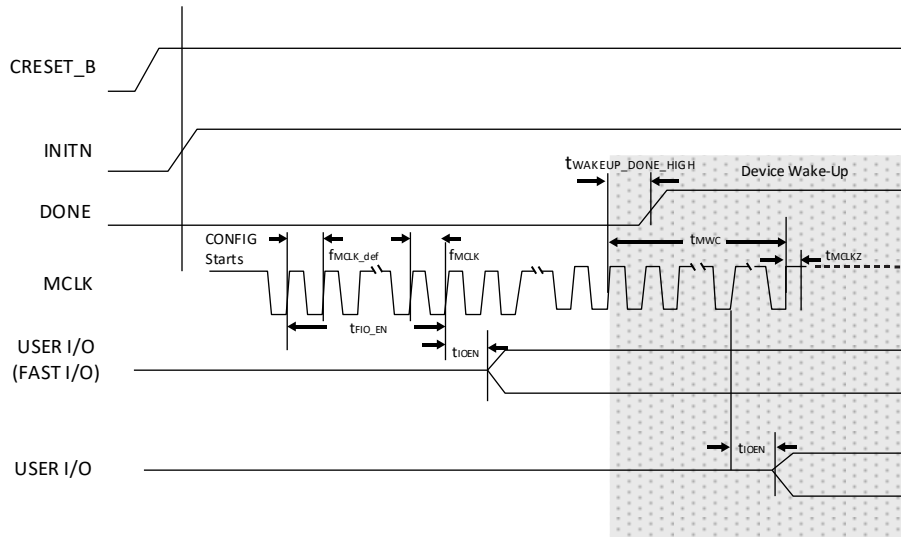 CRESET_B
INITN
tWAKEUP_DONE_HIGH
Device Wake-Up
DONE
CONFIG
Starts
fMCLK_def
fMCLK
tMWC
tMCLKZ
MCLK
tFIO_EN
USER I/O
(FAST I/O)
tIOEN
USER I/O
tIOEN